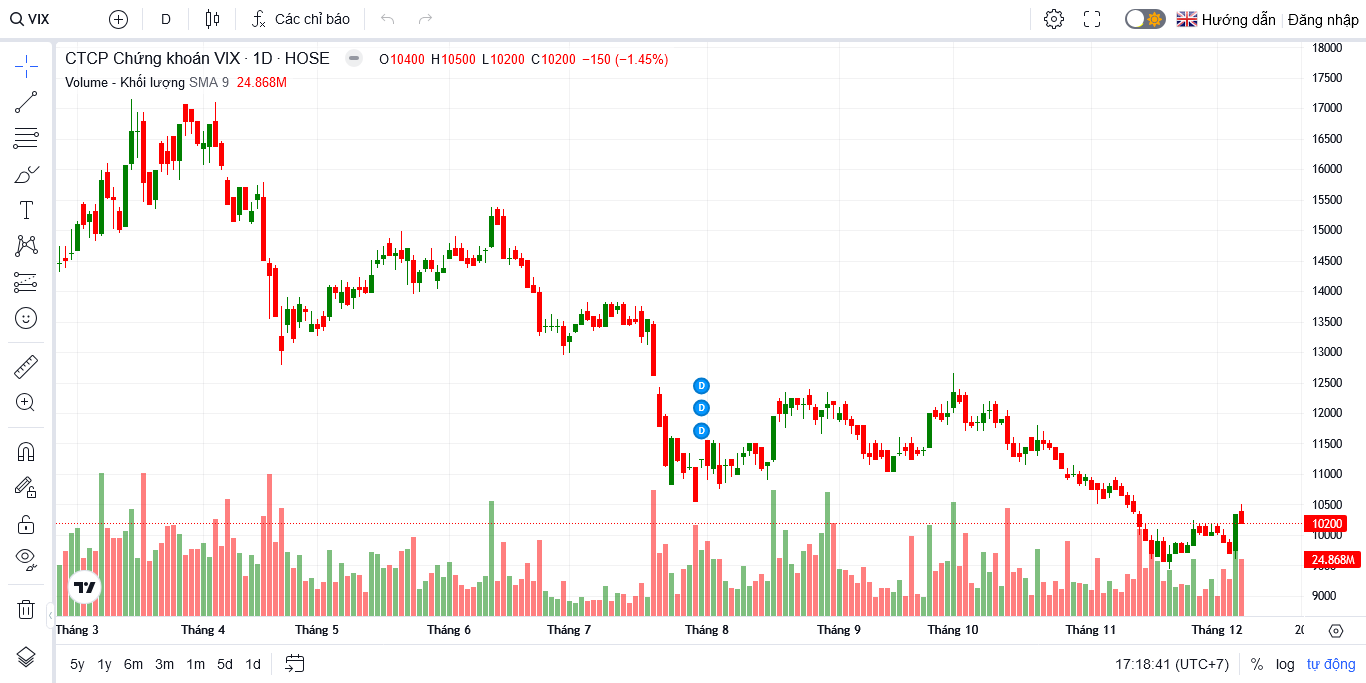 VIX D Các chỉ báo Hướng dẫn Đăng nhập
CTCP Chứng khoán VIX · 1D · HOSE O10400 H10500 L10200 C10200 −150 (−1.45%)
Volume - Khối lượng SMA 9 24.868M
18000
17500
17000
16500
16000
15500
15000
14500
14000
13500
13000
12500
D
12000
D
D
11500
11000
10500
10200
10000
24.868M
9000
Tháng 3 Tháng 4 Tháng 5 Tháng 6 Tháng 7 Tháng 8 Tháng 9 Tháng 10 Tháng 11 Tháng 12
5y 1y 6m 3m 1m 5d 1d 17:18:41 (UTC+7) % log tự động